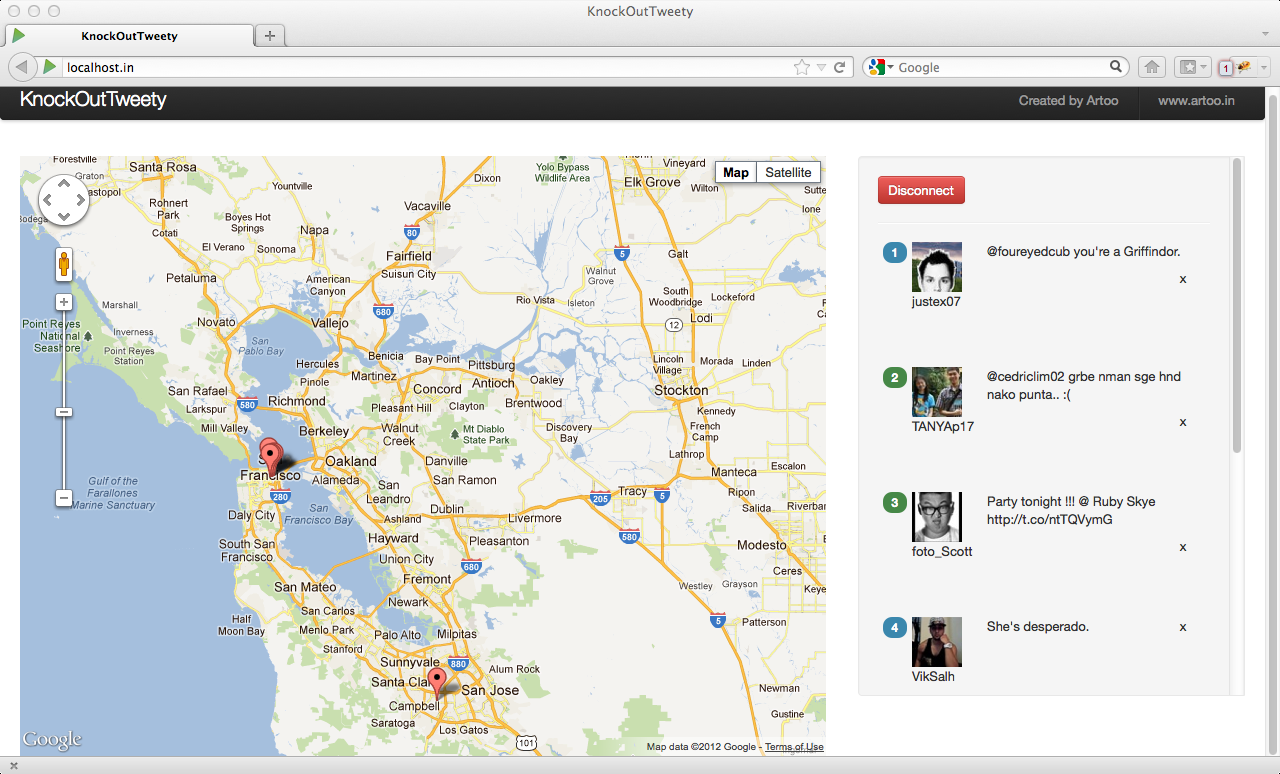 KnockOutTweety
KnockOutTweety
localhost.in
Google
1
KnockOutTweety
Created by Artoo
www.artoo.in
Map
Satellite
Forestville
Graton
Santa Rosa
Rohnert
Park
Cotati
Yountville
Boyes Hot
Springs
El Verano
Sonoma
Napa
Petaluma
Vacaville
80
Fairfield
Suisun City
Dixon
Yolo Bypass
Wildlife Area
Vineyard
Elk Grove
Wilton
Ione
5
Galt
Walnut
Grove
Isleton
Rio Vista
South
Woodbridge
Lockeford
12
Lodi
Marshall
Point Reyes
National
Seashore
Inverness
Point Reyes
Station
Novato
American
Canyon
680
Vallejo
San
Pablo Bay
Hercules
Pinole
Benicia
Martinez
Bay Point
Concord
Pittsburg
Antioch
Oakley
Brentwood
Lincoln
Village
Morada
Linden
Stockton
San Rafael
Larkspur
Mill Valley
580
Richmond
Berkeley
Pleasant Hill
Clayton
Walnut
Creek
Mt Diablo
State Park
Discovery
Bay
Kennedy
French
Camp
Lathrop
Manteca
Escalon
Oakland
Alameda
Francisco
280
Danville
San Ramon
San
Leandro
Gulf of the
Farallones
Marine Sanctuary
Daly City
San
Francisco Bay
Ashland
Dublin
Livermore
205
Tracy
5
Ripon
Salida
Riverbank
South San
Francisco
Hayward
Pleasanton
580
Modesto
Union City
680
Fremont
Ceres
Westley
Grayson
San Mateo
San Carlos
Newark
Half
Moon Bay
Menlo Park
Palo Alto
Milpitas
Stanford
5
Patterson
Sunnyvale
880
Alum Rock
San Jose
Campbell
Saratoga
Los Gatos
101
Newman
Gustine
Google
Map data ©2012 Google - Terms of Use
Disconnect
1
@foureyedcub you're a Griffindor.
x
justex07
2
@cedriclim02 grbe nman sge hnd
nako punta.. :(
x
TANYAp17
3
Party tonight !!! @ Ruby Skye
http://t.co/ntTQVymG
x
foto_Scott
4
She's desperado.
x
VikSalh